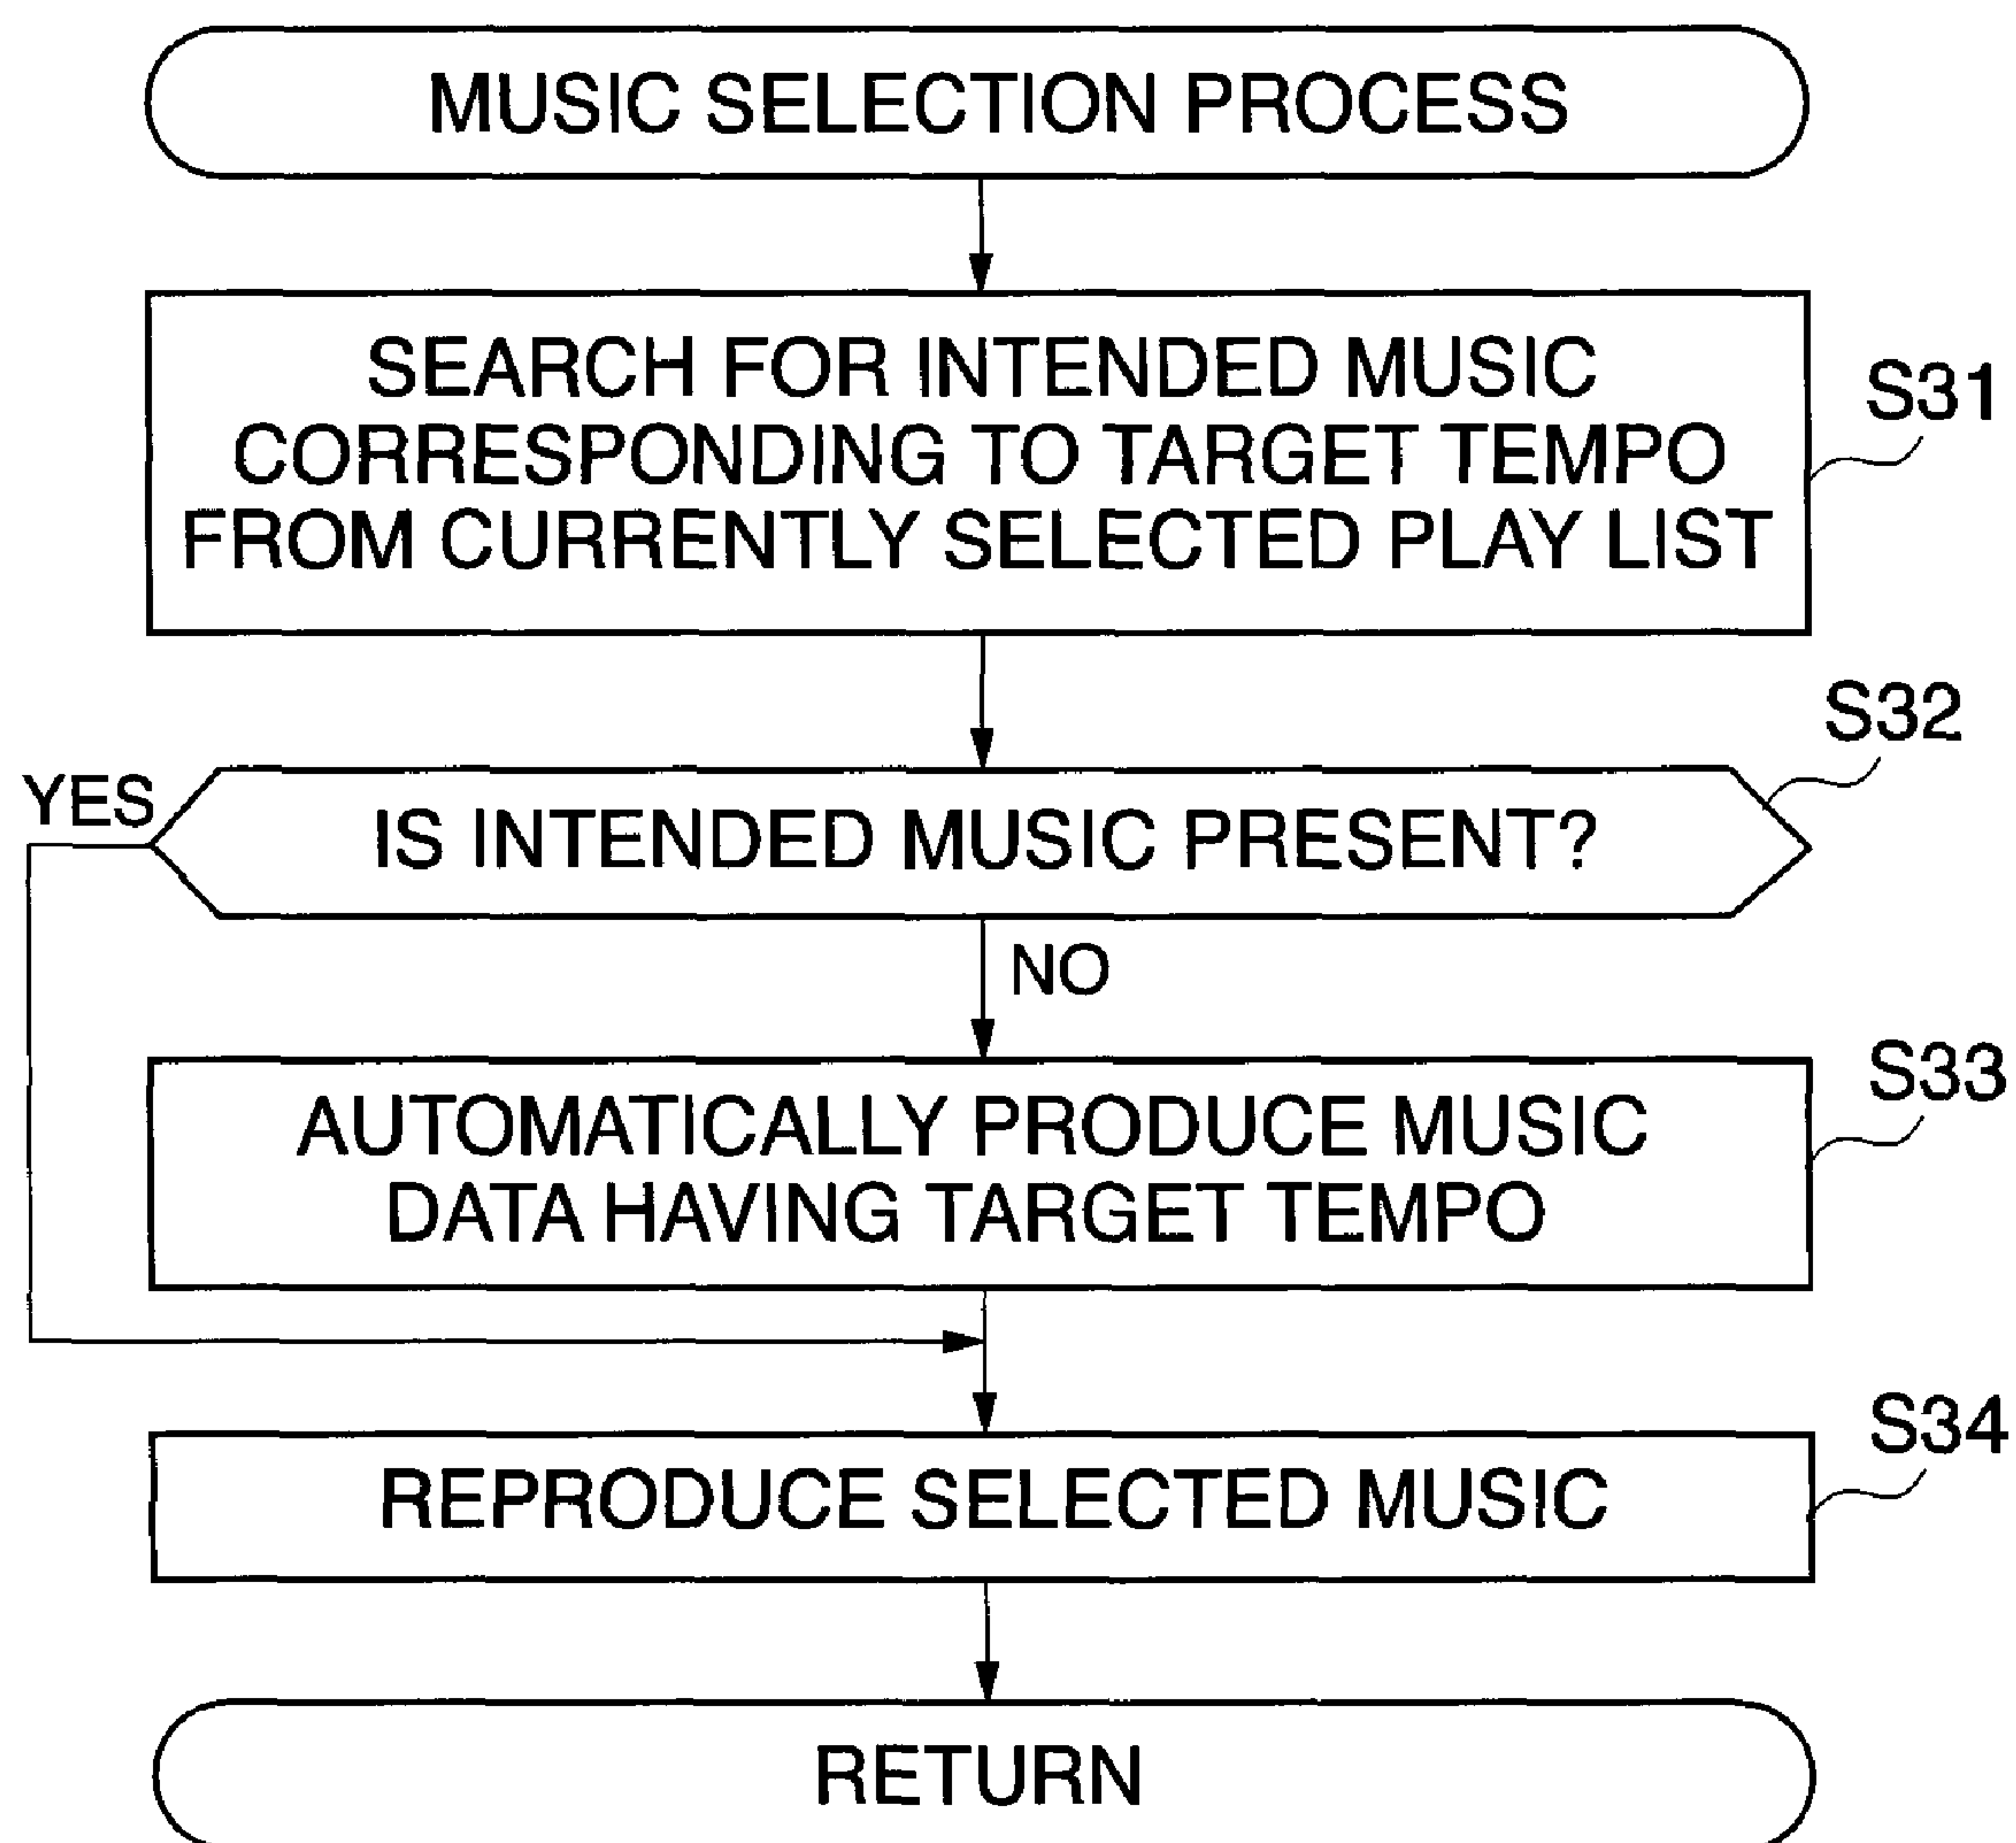 MUSIC SELECTION PROCESS
SEARCH FOR INTENDED MUSIC
CORRESPONDING TO TARGET TEMPO
FROM CURRENTLY SELECTED PLAY LIST
S31
S32
YES
IS INTENDED MUSIC PRESENT?
NO
S33
AUTOMATICALLY PRODUCE MUSIC
DATA HAVING TARGET TEMPO
S34
REPRODUCE SELECTED MUSIC
RETURN